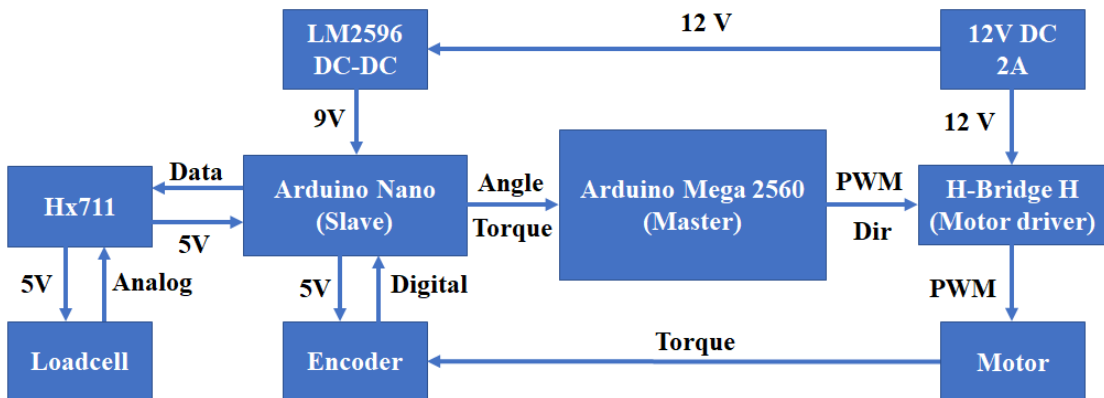 LM2596
DC-DC
12 V
12V DC
2A
9V
12 V
Hx711
Data
5V
Arduino Nano
(Slave)
Angle
Torque
Arduino Mega 2560
(Master)
PWM
Dir
H-Bridge H
(Motor driver)
5V
Analog
5V
Digital
PWM
Loadcell
Encoder
Torque
Motor